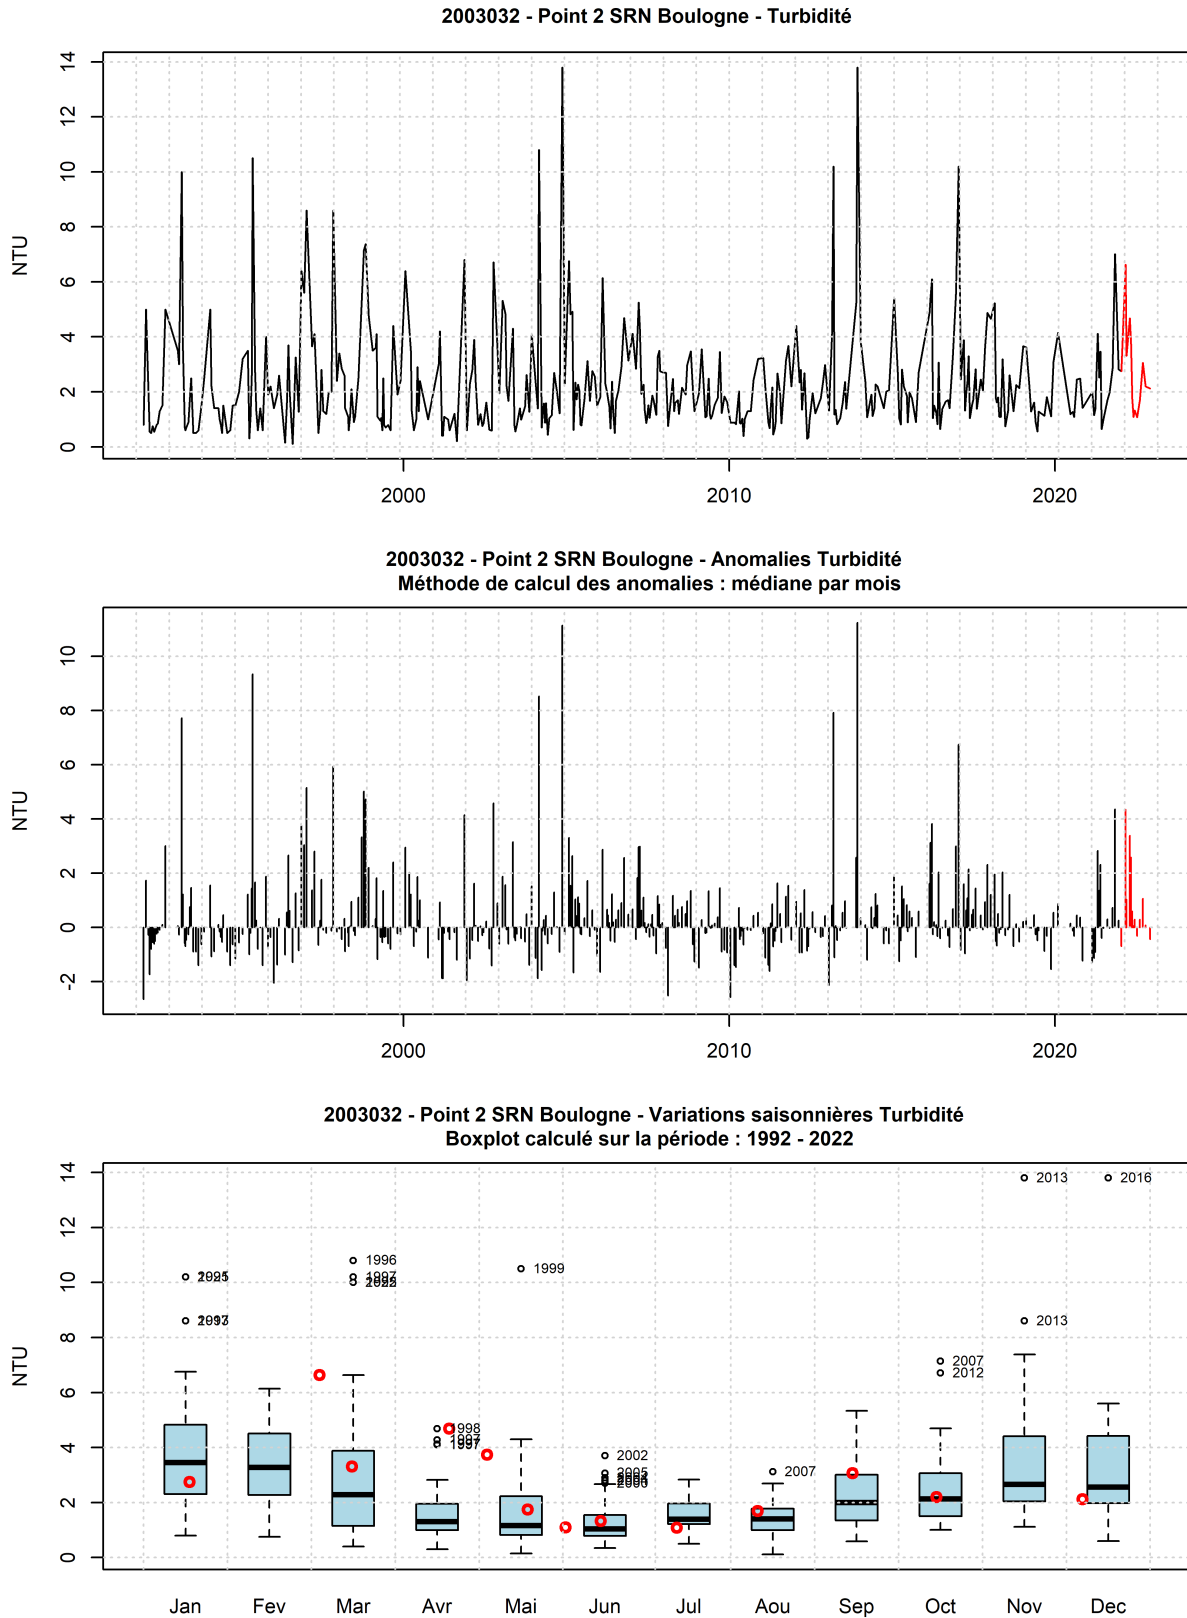 2003032 - Point 2 SRN Boulogne - Turbidité
14
12
10
8
6
4
2
0
NTU
2000
2010
2020
2003032 - Point 2 SRN Boulogne - Anomalies Turbidité
Méthode de calcul des anomalies : médiane par mois
10
8
6
4
2
0
-2
NTU
2000
2010
2020
2003032 - Point 2 SRN Boulogne - Variations saisonnières Turbidité
Boxplot calculé sur la période : 1992 - 2022
14
12
10
8
6
4
2
0
NTU
2013
2016
1996
1999
2013
2007
2012
1998
1997
1997
2002
2005
2007
Jan
Fev
Mar
Avr
Mai
Jun
Jul
Aou
Sep
Oct
Nov
Dec